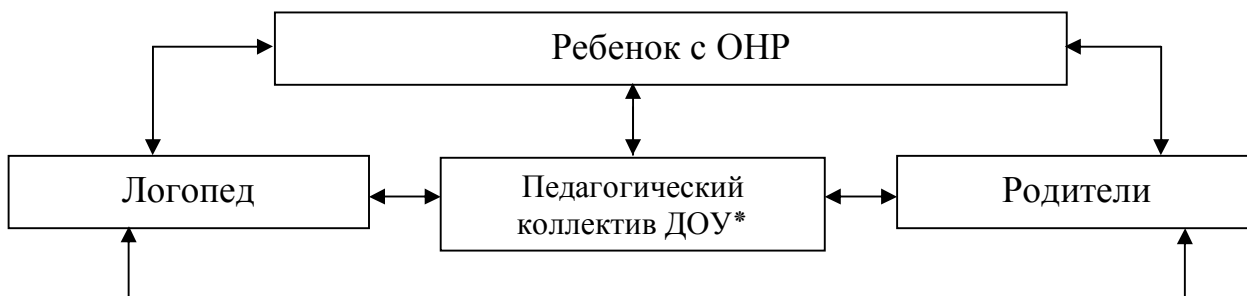 Ребенок с ОНР
Логопед
Педагогический
коллектив ДОУ*
Родители